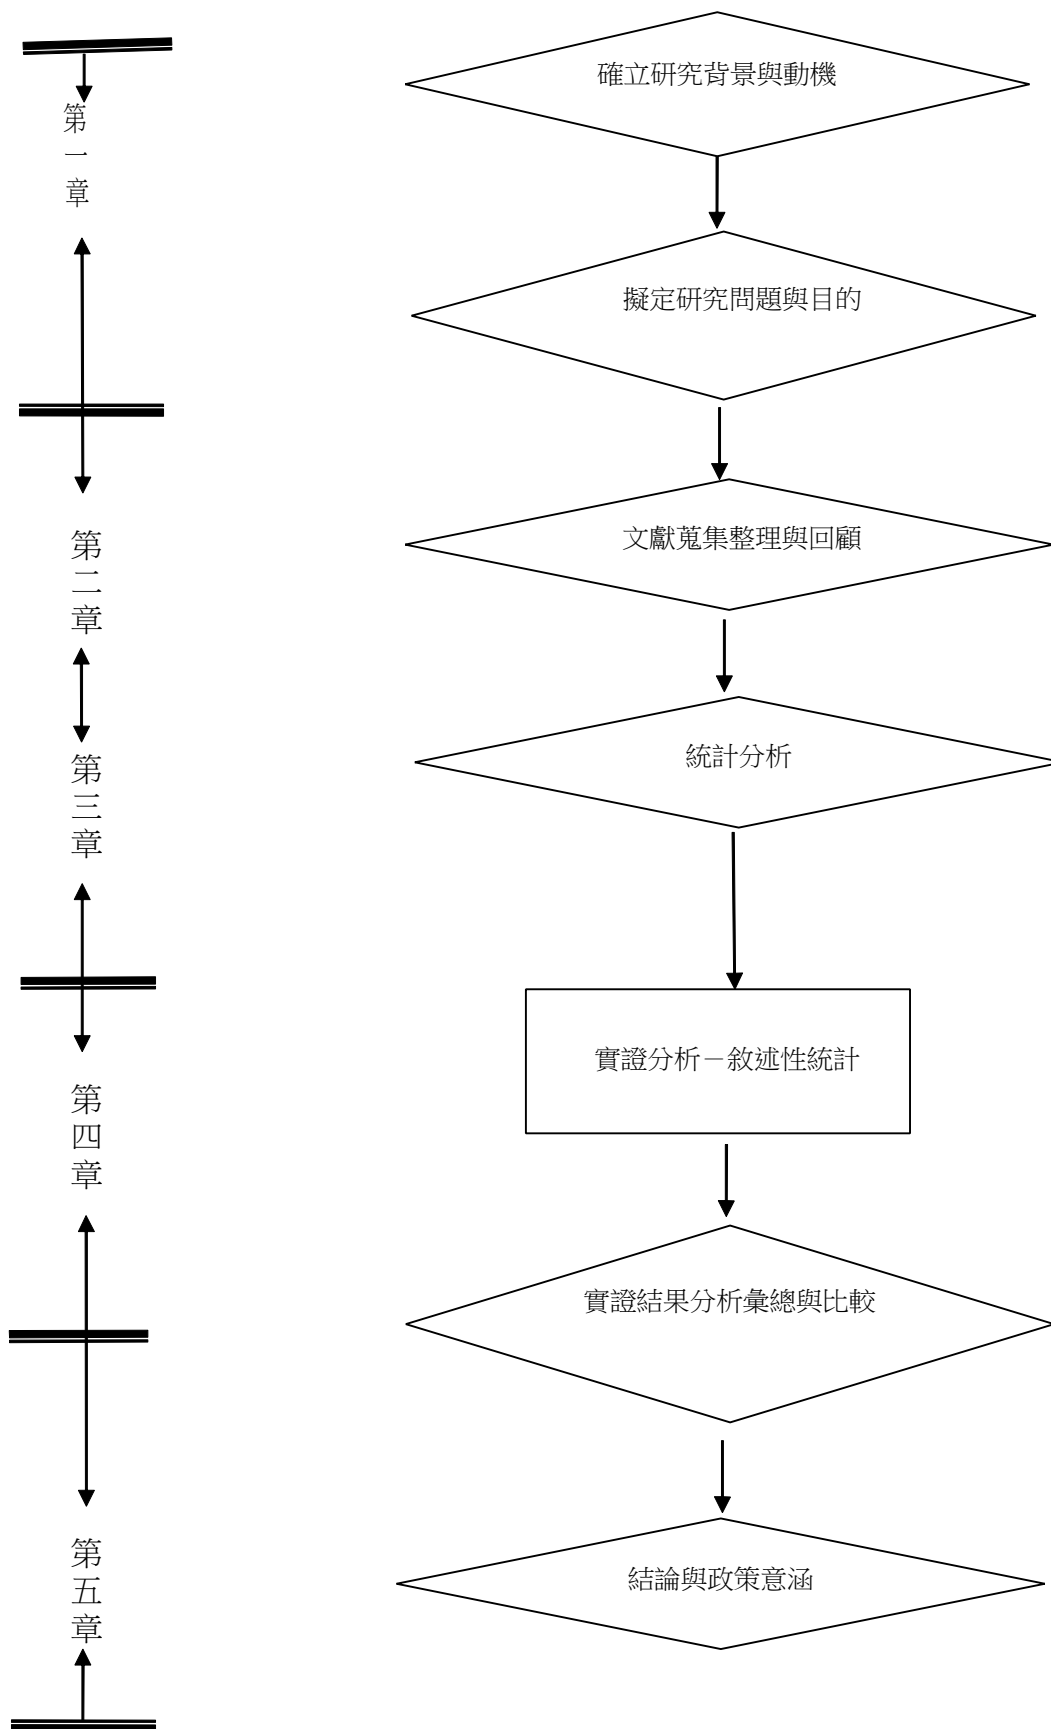 確立研究背景與動機
第一章
擬定研究問題與目的
文獻蒐集整理與回顧
第二章
統計分析
第三章
實證分析－敘述性統計
第四章
實證結果分析彙總與比較
結論與政策意涵
第五章